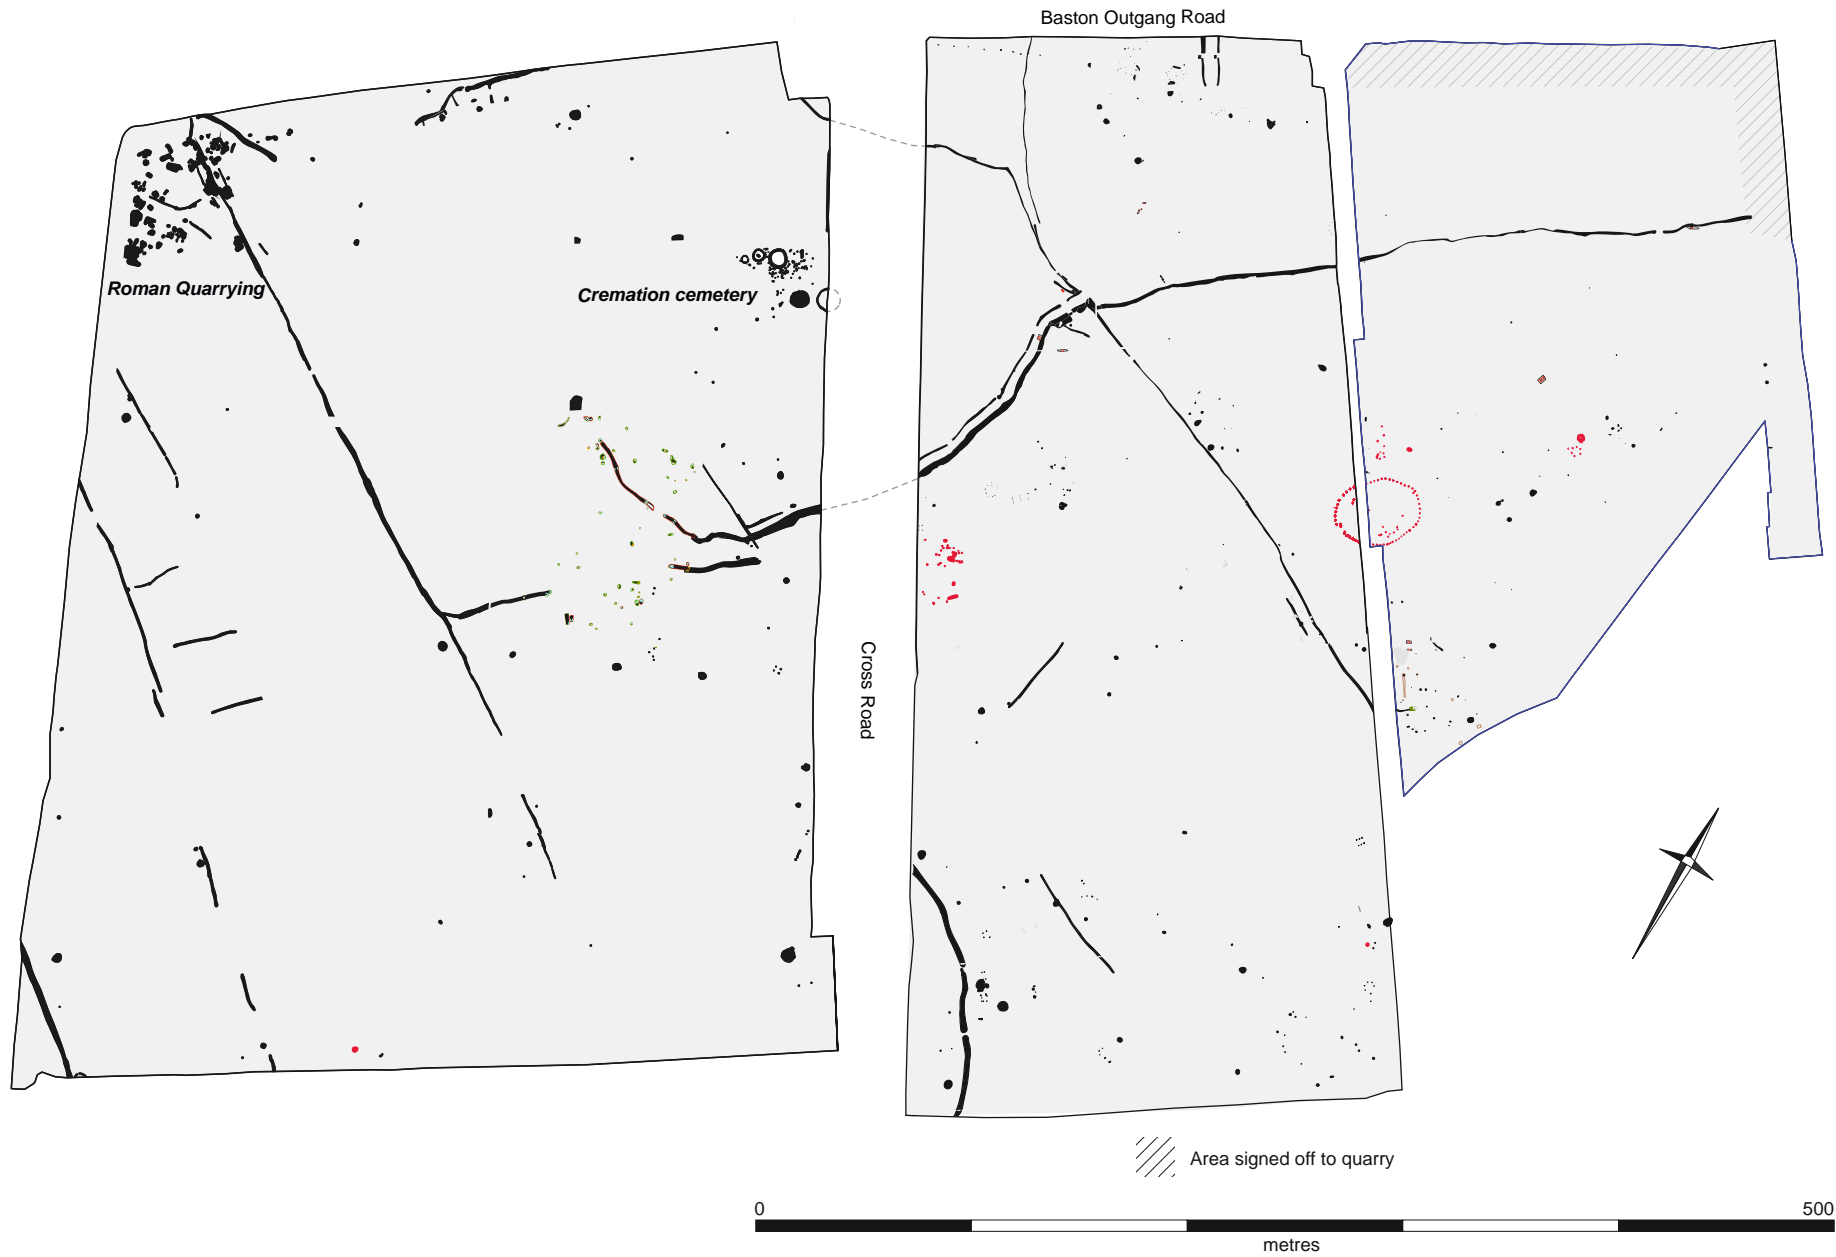 Baston Outgang Road
Roman Quarrying
Cremation cemetery
Cross Road
Area signed off to quarry
0
500
metres